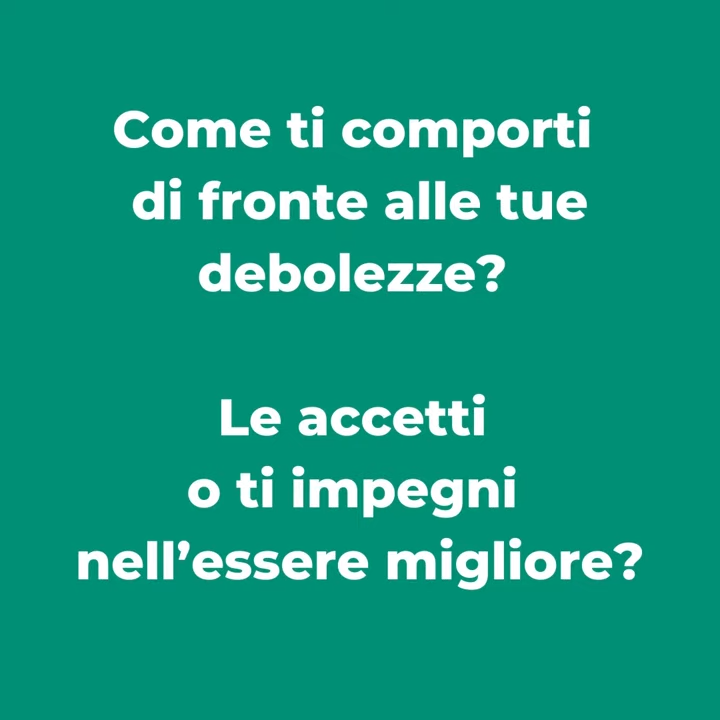 Come ti comporti
di fronte alle tue
debolezze?
Le accetti
o ti impegni
nell’essere migliore?